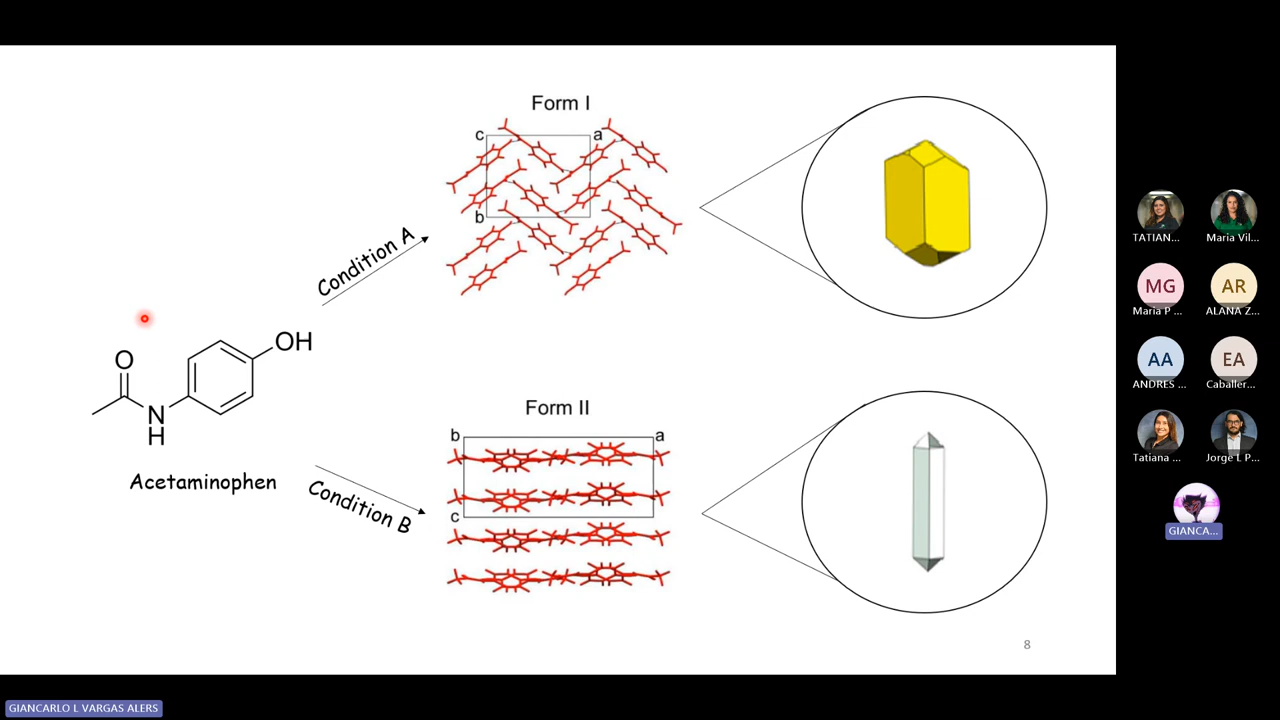 Form I
c
a
b
Condition A
O
OH
N
H
Acetaminophen
Condition B
Form II
b
a
c
8
TATIAN...
Maria Vil...
MG
AR
Maria P ...
ALANA Z...
AA
EA
ANDRES ...
Caballer...
Tatiana ...
Jorge L P...
GIANCA...
GIANCARLO L VARGAS ALERS